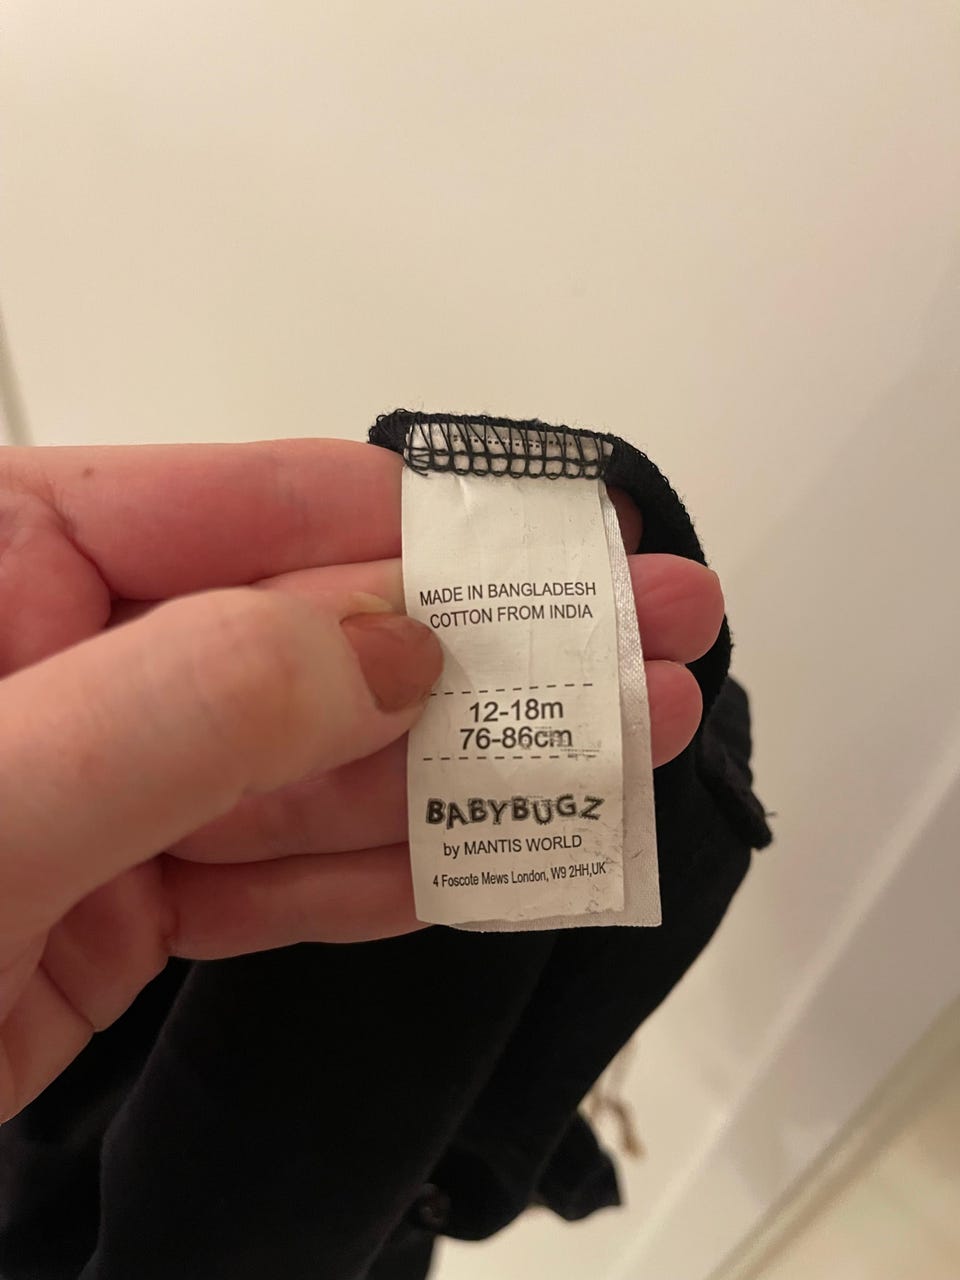 MADE IN BANGLADESH
COTTON FROM INDIA
12-18m
76-86cm
BABYBUGZ
by MANTIS WORLD
4 Foscote Mews London, W9 2HH,UK